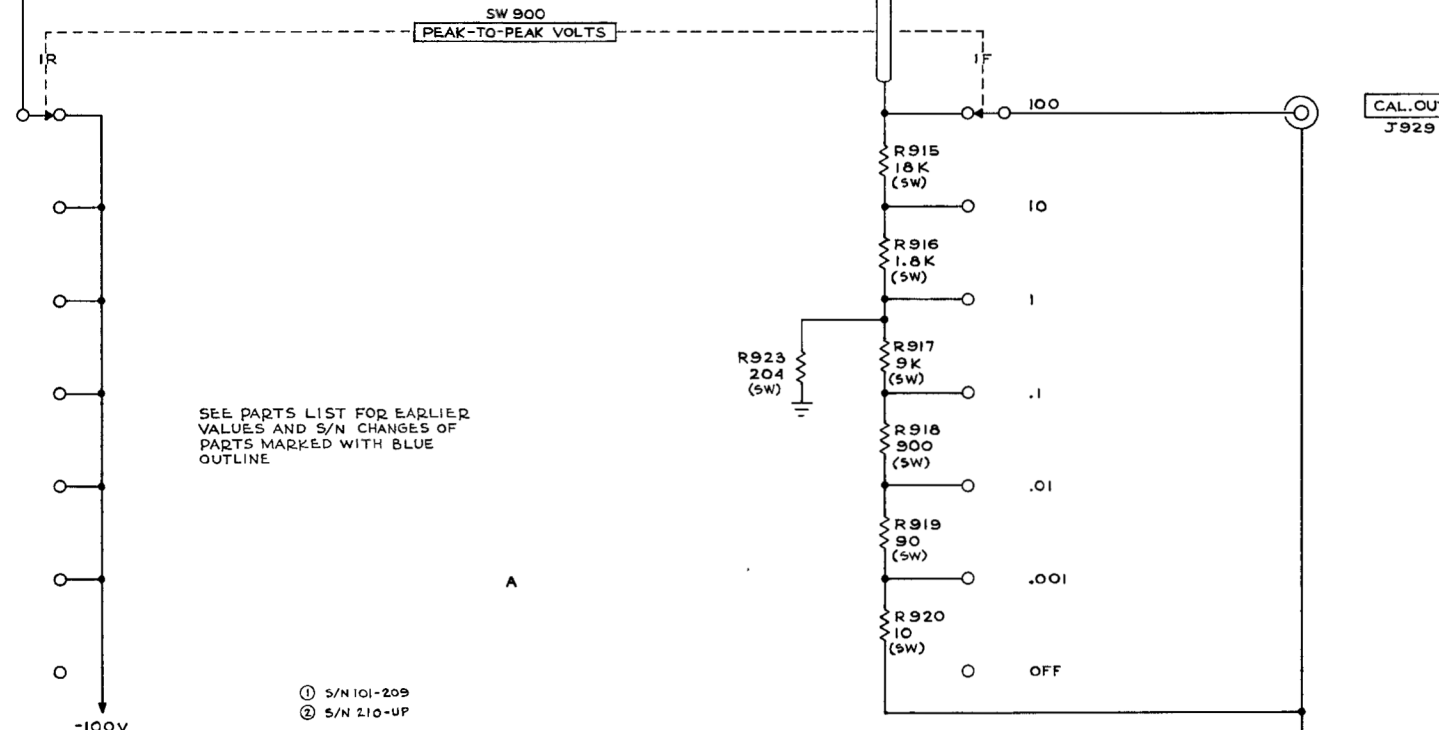 SW 900
PEAK-TO-PEAK VOLTS
1R
1F
100
CAL.OU
J929
R915
18K
(SW)
10
R916
1.8K
(SW)
1
R923
204
(SW)
R917
9K
(SW)
.1
SEE PARTS LIST FOR EARLIER
VALUES AND S/N CHANGES OF
PARTS MARKED WITH BLUE
OUTLINE
R918
900
(SW)
.01
R919
90
(SW)
A
.001
R920
10
(SW)
OFF
① S/N 101-209
② S/N 210-UP
-100V